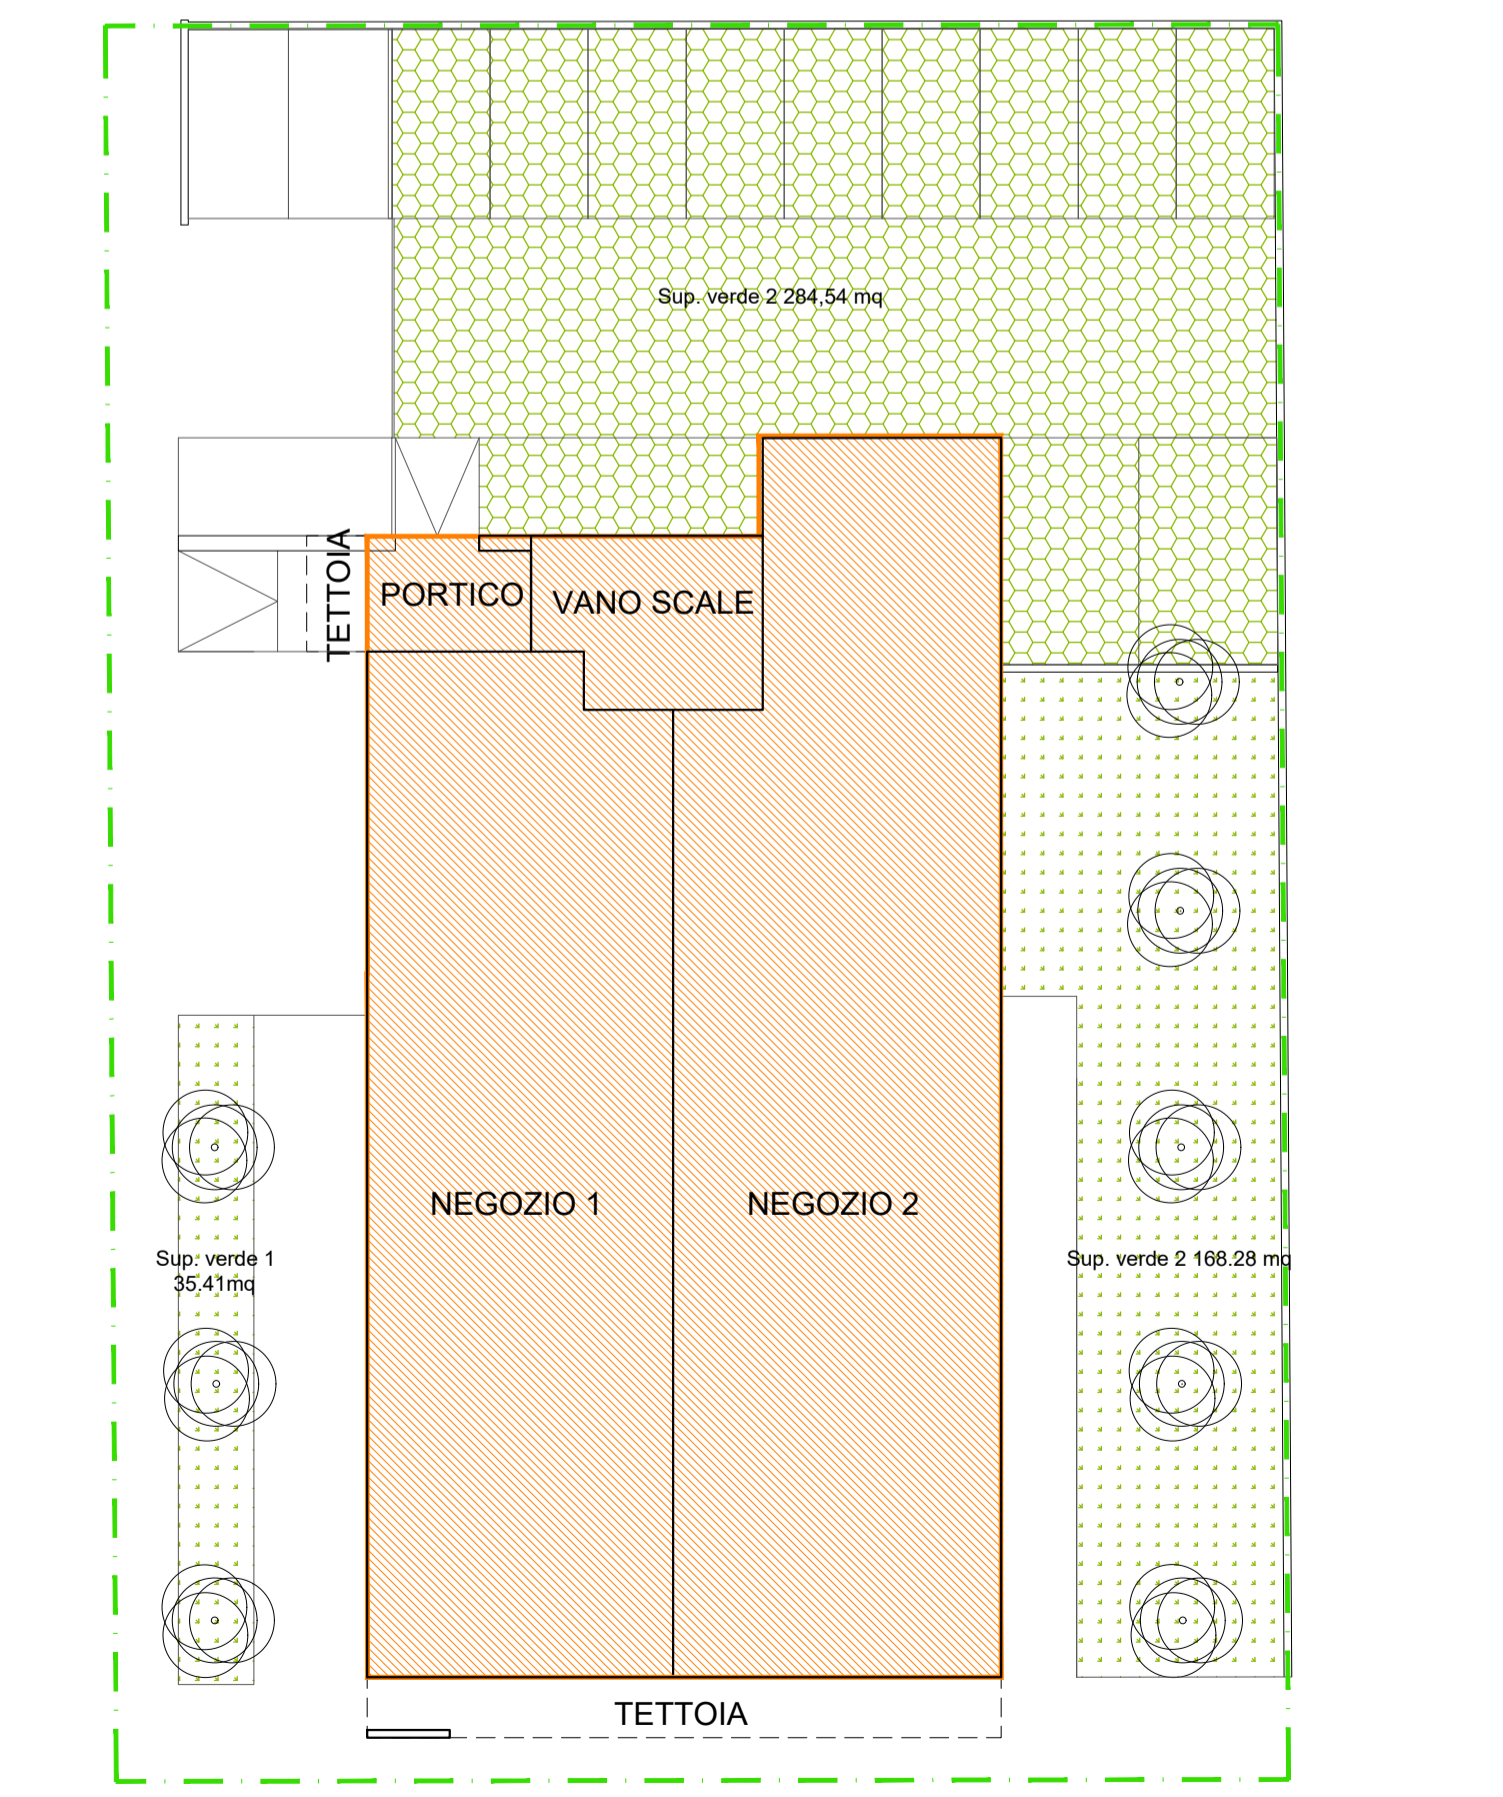 Sup. verde 2 284,54 mq
TETTOIA
PORTICO
VANO SCALE
NEGOZIO 1
NEGOZIO 2
Sup. verde 1
35.41mq
Sup. verde 2 168.28 mq
TETTOIA